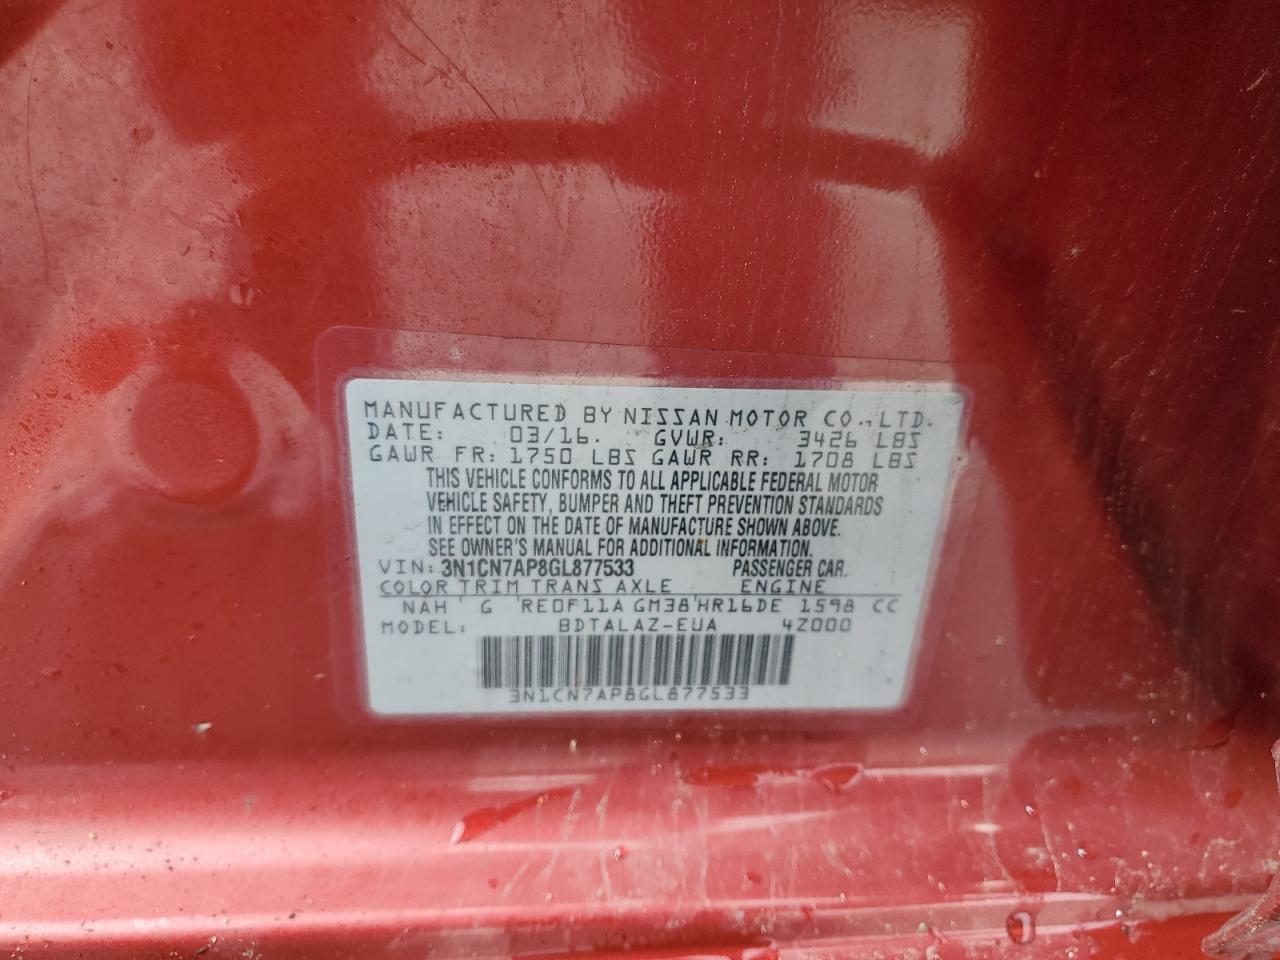 MANUFACTURED BY NISSAN MOTOR CO.,LTD.
DATE: 03/16. GVWR: 3426 LBS
GAWR FR: 1750 LBS GAWR RR: 1708 LBS
THIS VEHICLE CONFORMS TO ALL APPLICABLE FEDERAL MOTOR
VEHICLE SAFETY, BUMPER AND THEFT PREVENTION STANDARDS
IN EFFECT ON THE DATE OF MANUFACTURE SHOWN ABOVE.
SEE OWNER'S MANUAL FOR ADDITIONAL INFORMATION.
VIN: 3N1CN7AP8GL877533 PASSENGER CAR.
COLOR TRIM TRANS AXLE ENGINE
NAH G RE0F11A GM38 HR16DE 1598 CC
MODEL: BDTALAZ-EUA 4Z000
3N1CN7AP8GL877533